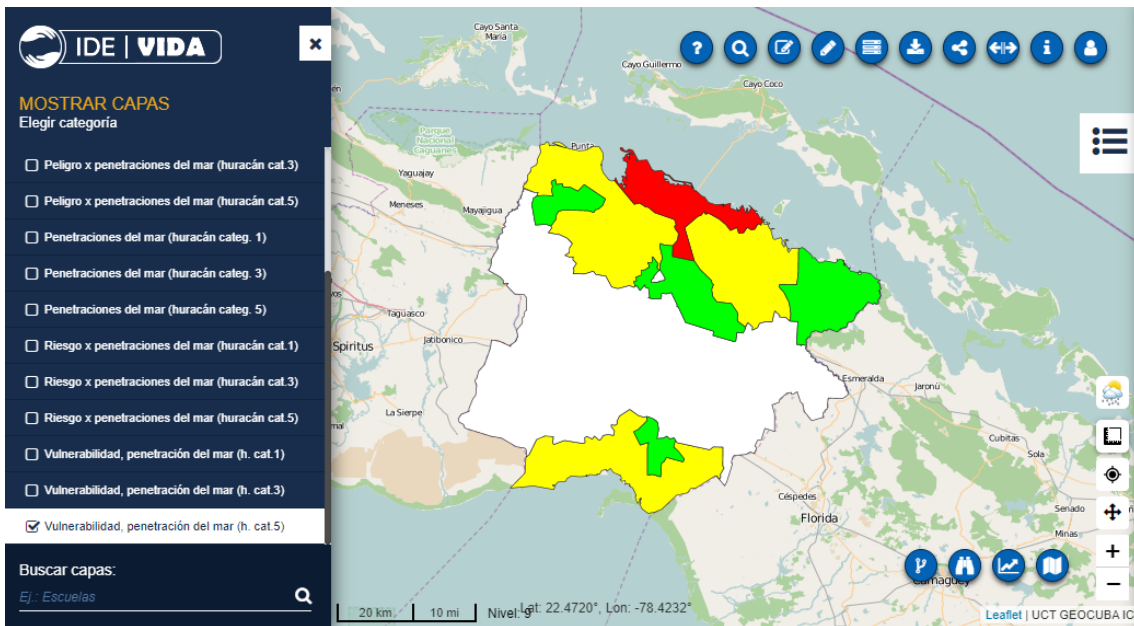 IDE | VIDA
×
MOSTRAR CAPAS
Elegir categoría
Peligro x penetraciones del mar (huracán cat.3)
Peligro x penetraciones del mar (huracán cat.5)
Penetraciones del mar (huracán categ. 1)
Penetraciones del mar (huracán categ. 3)
Penetraciones del mar (huracán categ. 5)
Riesgo x penetraciones del mar (huracán cat.1)
Riesgo x penetraciones del mar (huracán cat.3)
Riesgo x penetraciones del mar (huracán cat.5)
Vulnerabilidad, penetración del mar (h. cat.1)
Vulnerabilidad, penetración del mar (h. cat.3)
Vulnerabilidad, penetración del mar (h. cat.5)
Buscar capas:
Ej.: Escuelas
Cayo Santa
María
Cayo Guillermo
Cayo Coco
Parque
Nacional
Caguanes
Punta
Yaguajay
Meneses
Mayajigua
Taguasco
Spiritus
Jatibonico
La Sierpe
Esmeralda
Jaronú
Cubitas
Sola
Céspedes
Florida
Senado
Minas
Camagüey
+
−
20 km
10 mi
Nivel: 9
Lat: 22.4720°, Lon: -78.4232°
Leaflet | UCT GEOCUBA IC